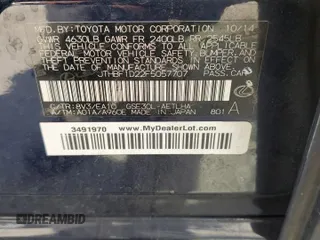 MFD. BY: TOYOTA MOTOR CORPORATION 10/14
GVWR 4630LB GAWR FR 2400LB RR 2545LB
THIS VEHICLE CONFORMS TO ALL APPLICABLE
FEDERAL MOTOR VEHICLE SAFETY, BUMPER, AND
THEFT PREVENTION STANDARDS IN EFFECT ON
THE DATE OF MANUFACTURE SHOWN ABOVE.
JTHBF1D22F5057707 PASS.CAR
C/TR: 8V3/EA10 GSE30L-AETLHA
A/TM: A01A/A960E MADE IN JAPAN 801 A
3491970 www.MyDealerLot.com
© DEALERBID